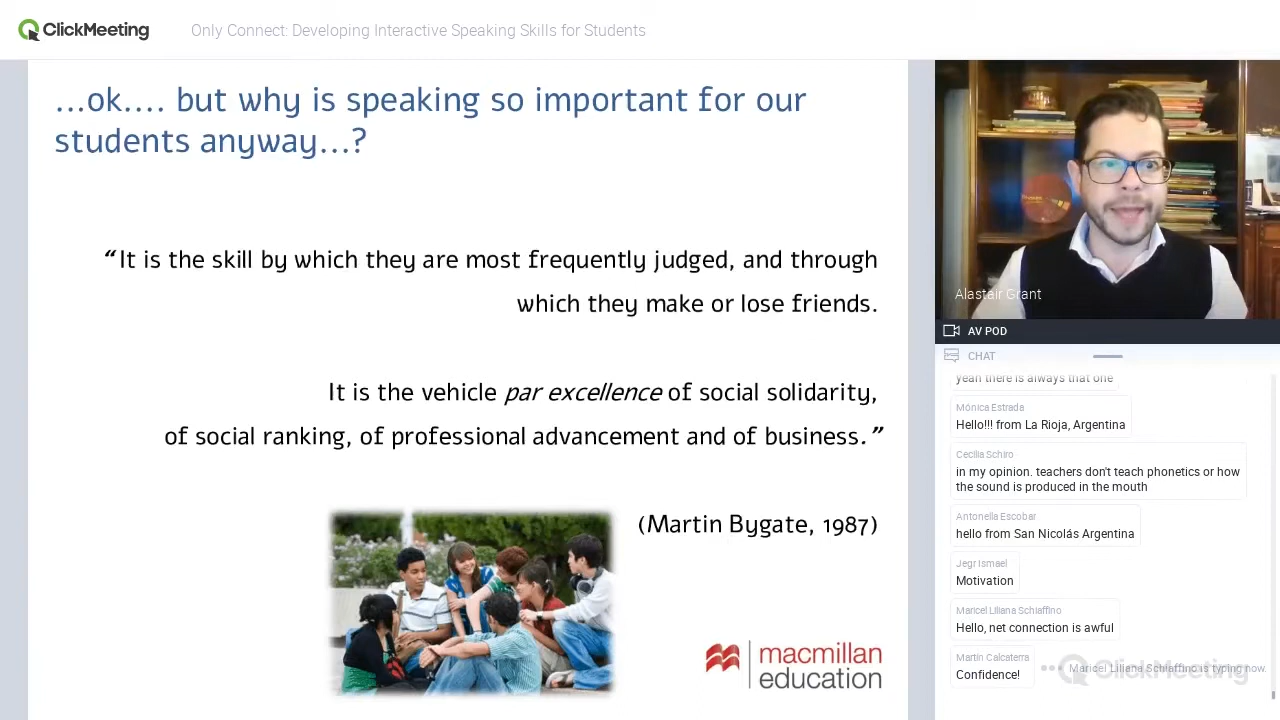 ClickMeeting
Only Connect: Developing Interactive Speaking Skills for Students
...ok.... but why is speaking so important for our
students anyway...?
“It is the skill by which they are most frequently judged, and through
which they make or lose friends.
It is the vehicle par excellence of social solidarity,
of social ranking, of professional advancement and of business.”
(Martin Bygate, 1987)
macmillan
education
Alastair Grant
AV POD
CHAT
yeah there is always that one
Mónica Estrada
Hello!!! from La Rioja, Argentina
Cecilia Schiro
in my opinion. teachers don't teach phonetics or how
the sound is produced in the mouth
Antonella Escobar
hello from San Nicolás Argentina
Jegr Ismael
Motivation
Maricel Liliana Schiaffino
Hello, net connection is awful
Martín Calcaterra
Confidence!
Maricel Liliana Schiaffino is typing now.
ClickMeeting